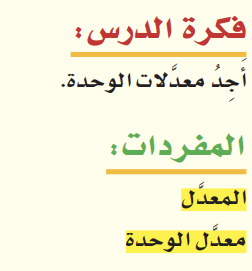 فكرة الدرس:
أَجِدُ معدَّلات الوحدة.
المفردات:
المعدَّل
معدَّل الوحدة